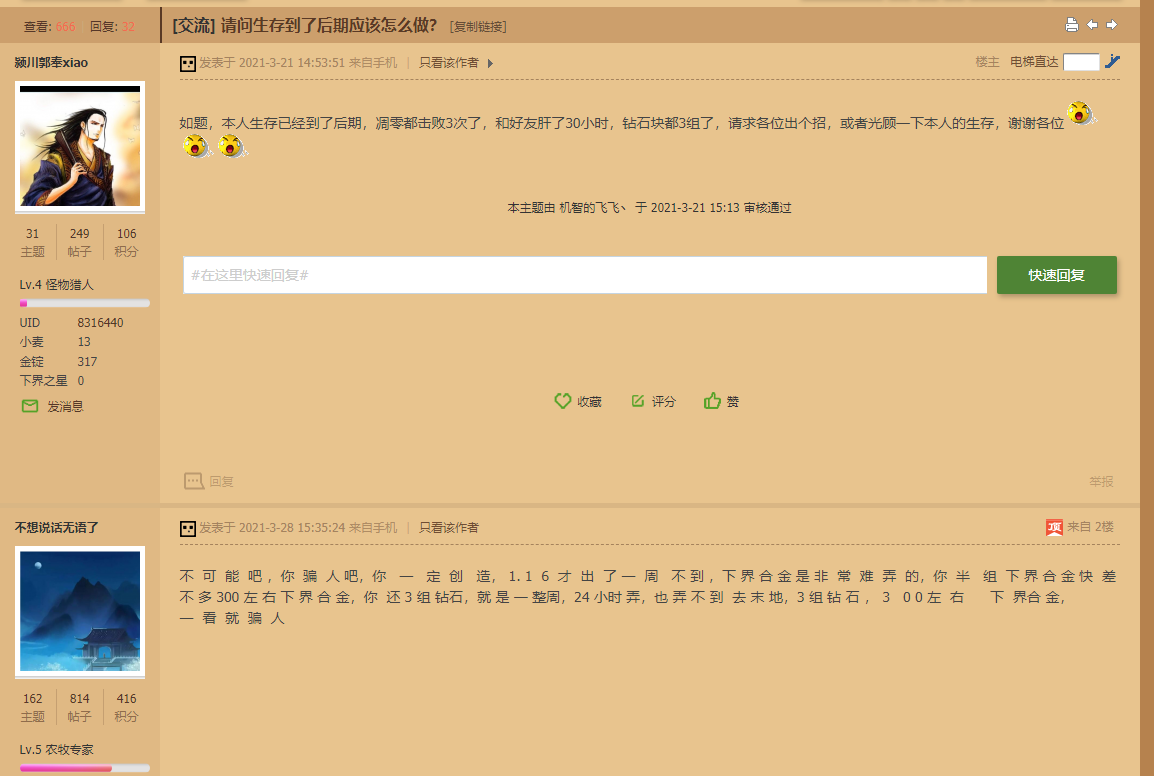 查看: 666 回复: 32
[交流] 请问生存到了后期应该怎么做? [复制链接]
颍川郭奉xiao
发表于 2021-3-21 14:53:51 来自手机 | 只看该作者
楼主 电梯直达
如题，本人生存已经到了后期，凋零都击败3次了，和好友肝了30小时，钻石块都3组了，请求各位出个招，或者光顾一下本人的生存，谢谢各位
本主题由 机智的飞飞丶 于 2021-3-21 15:13 审核通过
31 249 106
主题 帖子 积分
#在这里快速回复#
快速回复
Lv.4 怪物猎人
UID 8316440
小麦 13
金锭 317
下界之星 0
发消息
收藏 评分 赞
回复
举报
不想说话无语了
发表于 2021-3-28 15:35:24 来自手机 | 只看该作者
顶 来自 2楼
不 可 能 吧 , 你 骗 人 吧, 你 一 定 创 造, 1. 1 6 才 出 了 一 周 不 到 , 下 界 合 金 是 非 常 难 弄 的, 你 半 组 下 界 合 金 快 差
不 多 300 左 右 下 界 合 金, 你 还 3 组 钻石, 就 是 一 整周, 24 小时 弄, 也 弄 不 到 去 末 地, 3 组 钻 石 , 3 0 0 左 右 下 界合 金,
一 看 就 骗 人
162 814 416
主题 帖子 积分
Lv.5 农牧专家